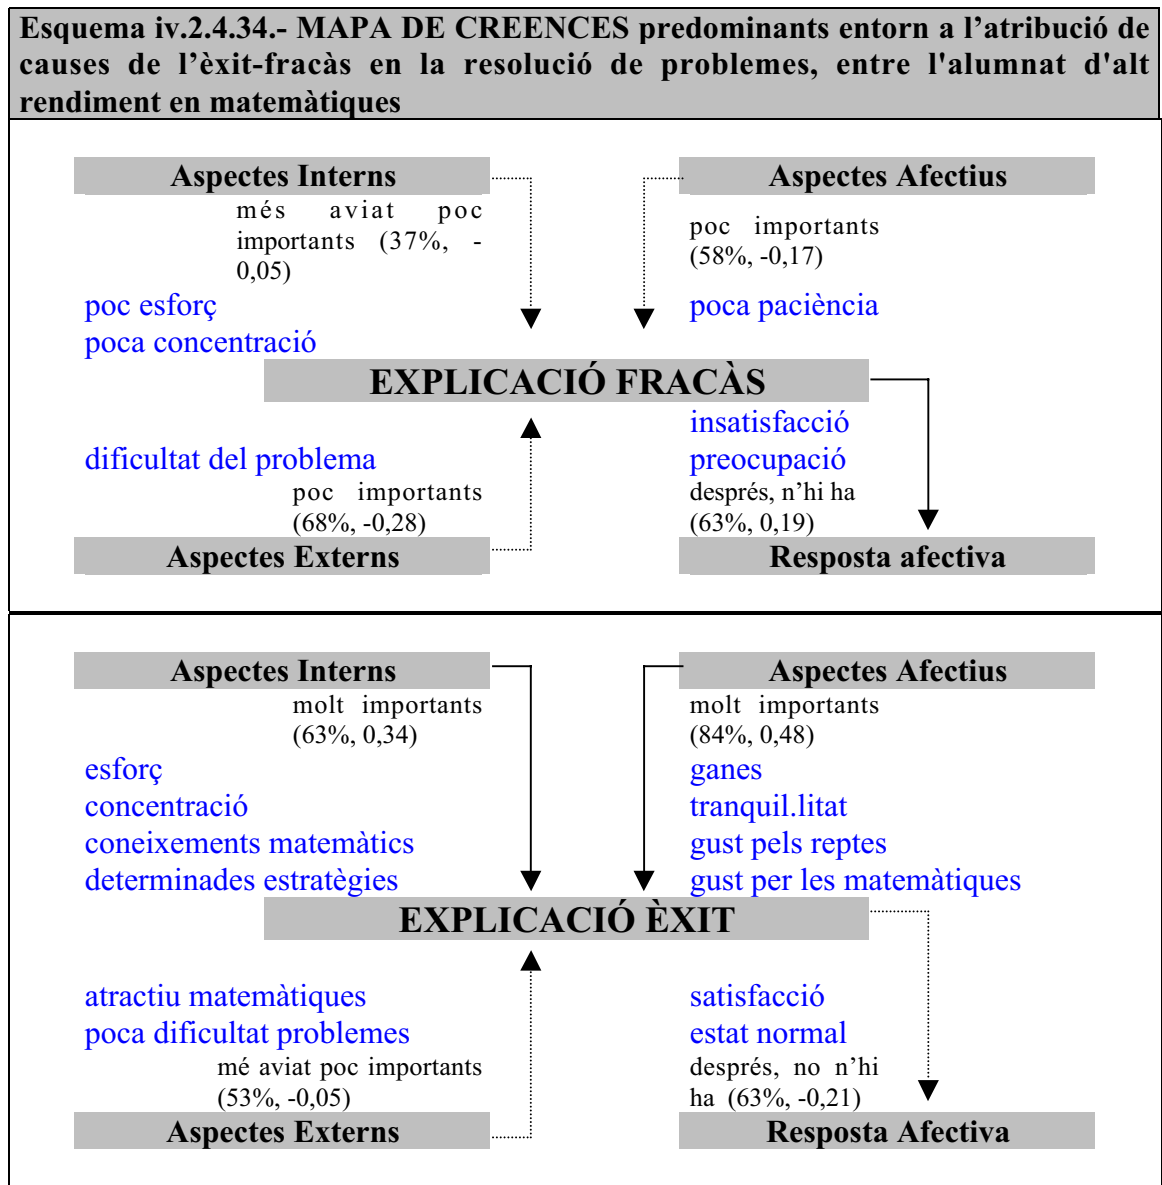 Esquema iv.2.4.34.- MAPA DE CREENCES predominants entorn a l’atribució de
causes de l’èxit-fracàs en la resolució de problemes, entre l'alumnat d'alt
rendiment en matemàtiques
Aspectes Interns
més aviat poc
importants (37%, -
0,05)
poc esforç
poca concentració
Aspectes Afectius
poc importants
(58%, -0,17)
poca paciència
EXPLICACIÓ FRACÀS
dificultat del problema
poc importants
(68%, -0,28)
Aspectes Externs
insatisfacció
preocupació
després, n’hi ha
(63%, 0,19)
Resposta afectiva
Aspectes Interns
molt importants
(63%, 0,34)
esforç
concentració
coneixements matemàtics
determinades estratègies
Aspectes Afectius
molt importants
(84%, 0,48)
ganes
tranquil.litat
gust pels reptes
gust per les matemàtiques
EXPLICACIÓ ÈXIT
atractiu matemàtiques
poca dificultat problemes
mé aviat poc importants
(53%, -0,05)
Aspectes Externs
satisfacció
estat normal
després, no n’hi
ha (63%, -0,21)
Resposta Afectiva